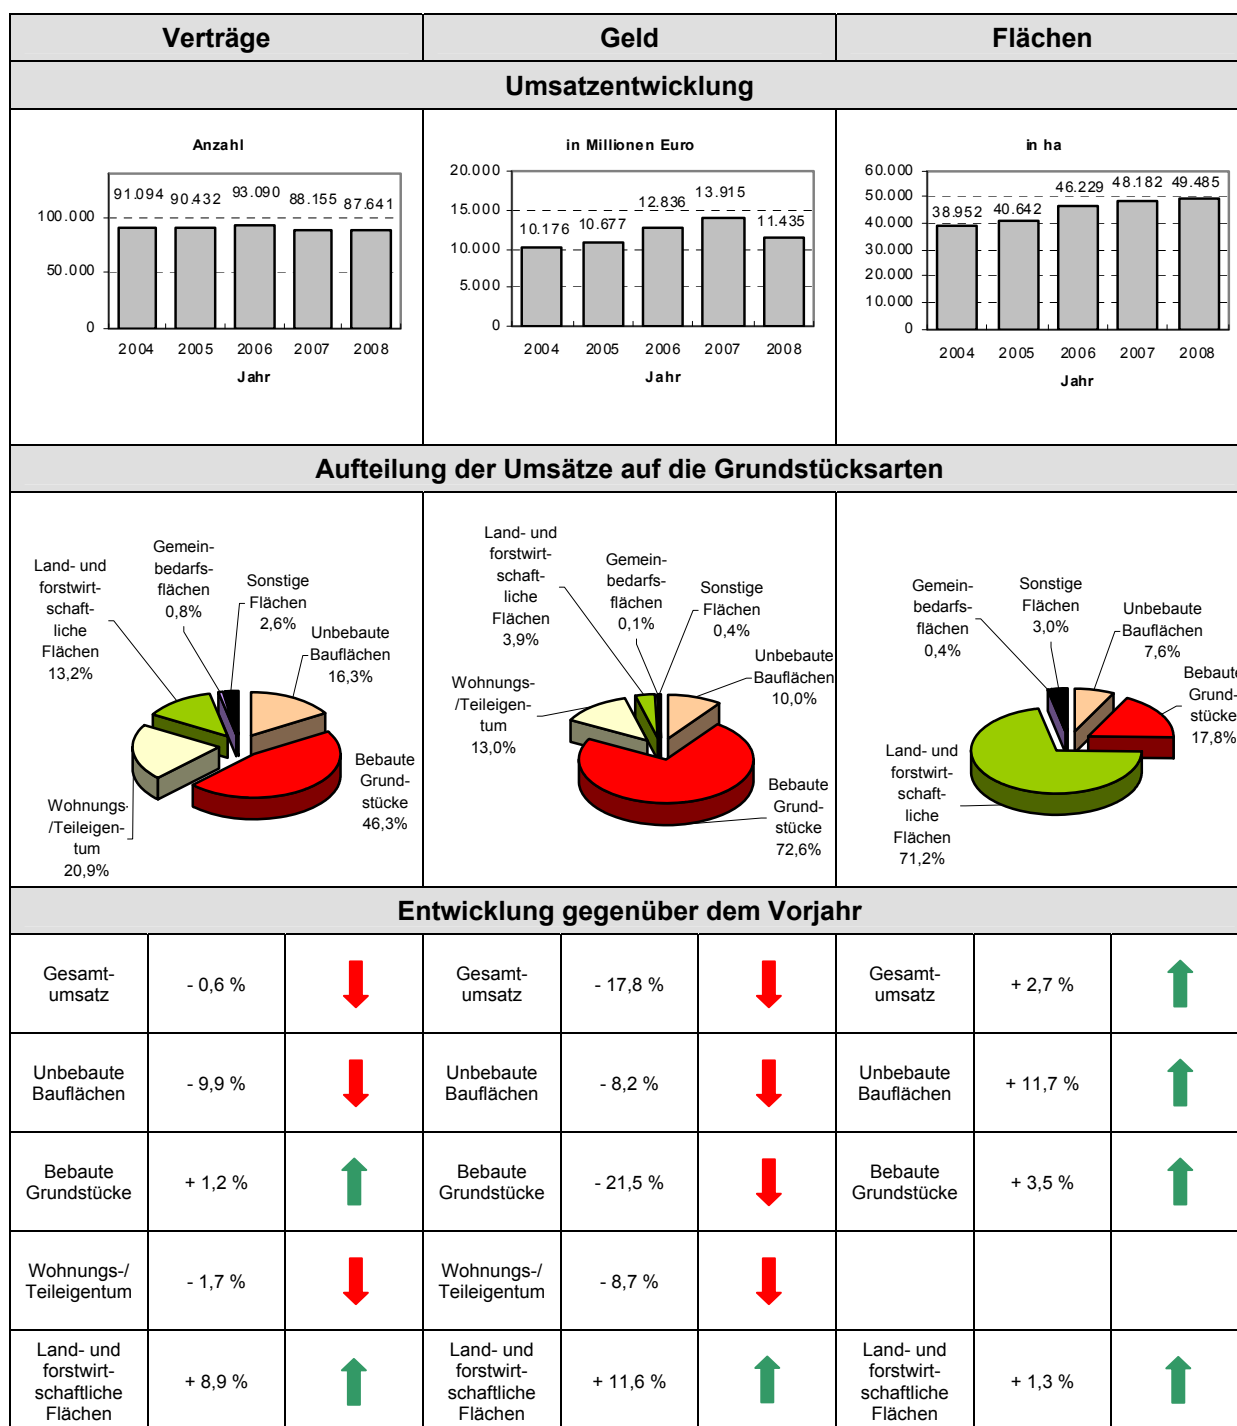 Verträge
Geld
Flächen
Umsatzentwicklung
Anzahl
91.094
90.432
93.090
88.155
87.641
100.000
50.000
0
2004 2005 2006 2007 2008
Jahr
in Millionen Euro
20.000
15.000
10.000
5.000
0
10.176
10.677
12.836
13.915
11.435
2004 2005 2006 2007 2008
Jahr
in ha
60.000
50.000
40.000
30.000
20.000
10.000
0
38.952
40.642
46.229
48.182
49.485
2004 2005 2006 2007 2008
Jahr
Aufteilung der Umsätze auf die Grundstücksarten
Land- und
forstwirt-
schaft-
liche
Flächen
13,2%
Gemein-
bedarfs-
flächen
0,8%
Sonstige
Flächen
2,6%
Unbebaute
Bauflächen
16,3%
Bebaute
Grund-
stücke
46,3%
Wohnungs-
/Teileigen-
tum
20,9%
Land- und
forstwirt-
schaft-
liche
Flächen
3,9%
Gemein-
bedarfs-
flächen
0,1%
Sonstige
Flächen
0,4%
Unbebaute
Bauflächen
10,0%
Wohnungs-
/Teileigen-
tum
13,0%
Bebaute
Grund-
stücke
72,6%
Gemein-
bedarfs-
flächen
0,4%
Sonstige
Flächen
3,0%
Unbebaute
Bauflächen
7,6%
Bebaute
Grund-
stücke
17,8%
Land- und
forstwirt-
schaft-
liche
Flächen
71,2%
Entwicklung gegenüber dem Vorjahr
Gesamt-
umsatz
- 0,6 %
Gesamt-
umsatz
- 17,8 %
Gesamt-
umsatz
+ 2,7 %
Unbebaute
Bauflächen
- 9,9 %
Unbebaute
Bauflächen
- 8,2 %
Unbebaute
Bauflächen
+ 11,7 %
Bebaute
Grundstücke
+ 1,2 %
Bebaute
Grundstücke
- 21,5 %
Bebaute
Grundstücke
+ 3,5 %
Wohnungs-/
Teileigentum
- 1,7 %
Wohnungs-/
Teileigentum
- 8,7 %
Land- und
forstwirt-
schaftliche
Flächen
+ 8,9 %
Land- und
forstwirt-
schaftliche
Flächen
+ 11,6 %
Land- und
forstwirt-
schaftliche
Flächen
+ 1,3 %